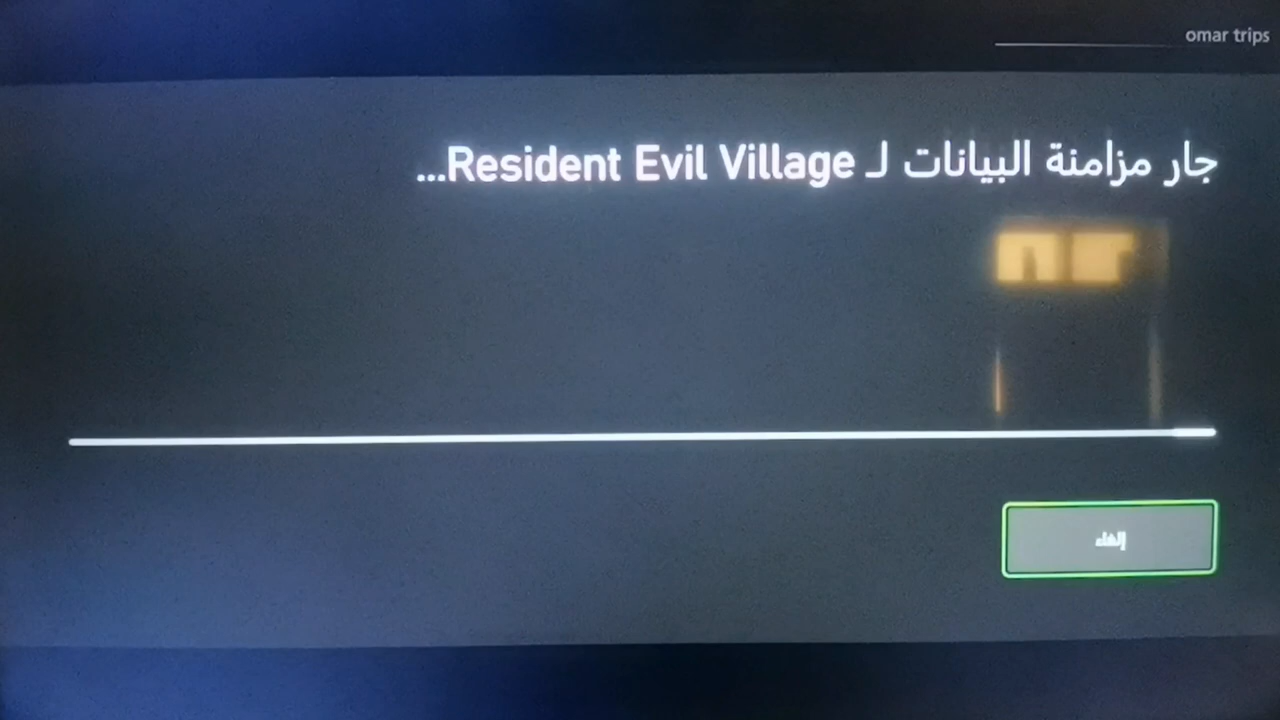 omar trips
جار مزامنة البيانات لـ Resident Evil Village...
إلغاء